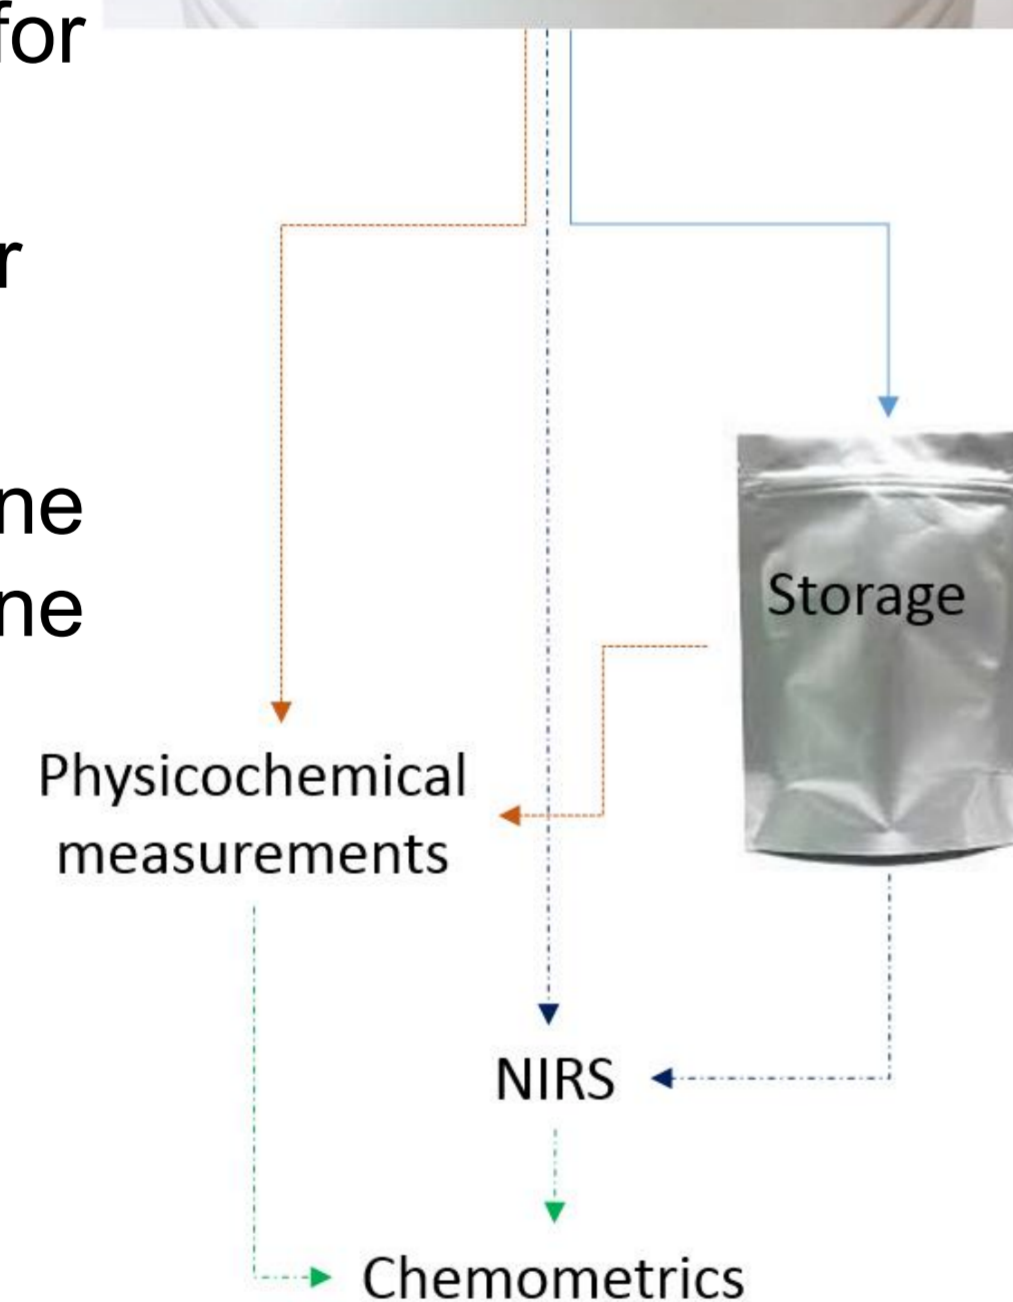 for
r
ne
ne
Storage
Physicochemical
measurements
NIRS
Chemometrics